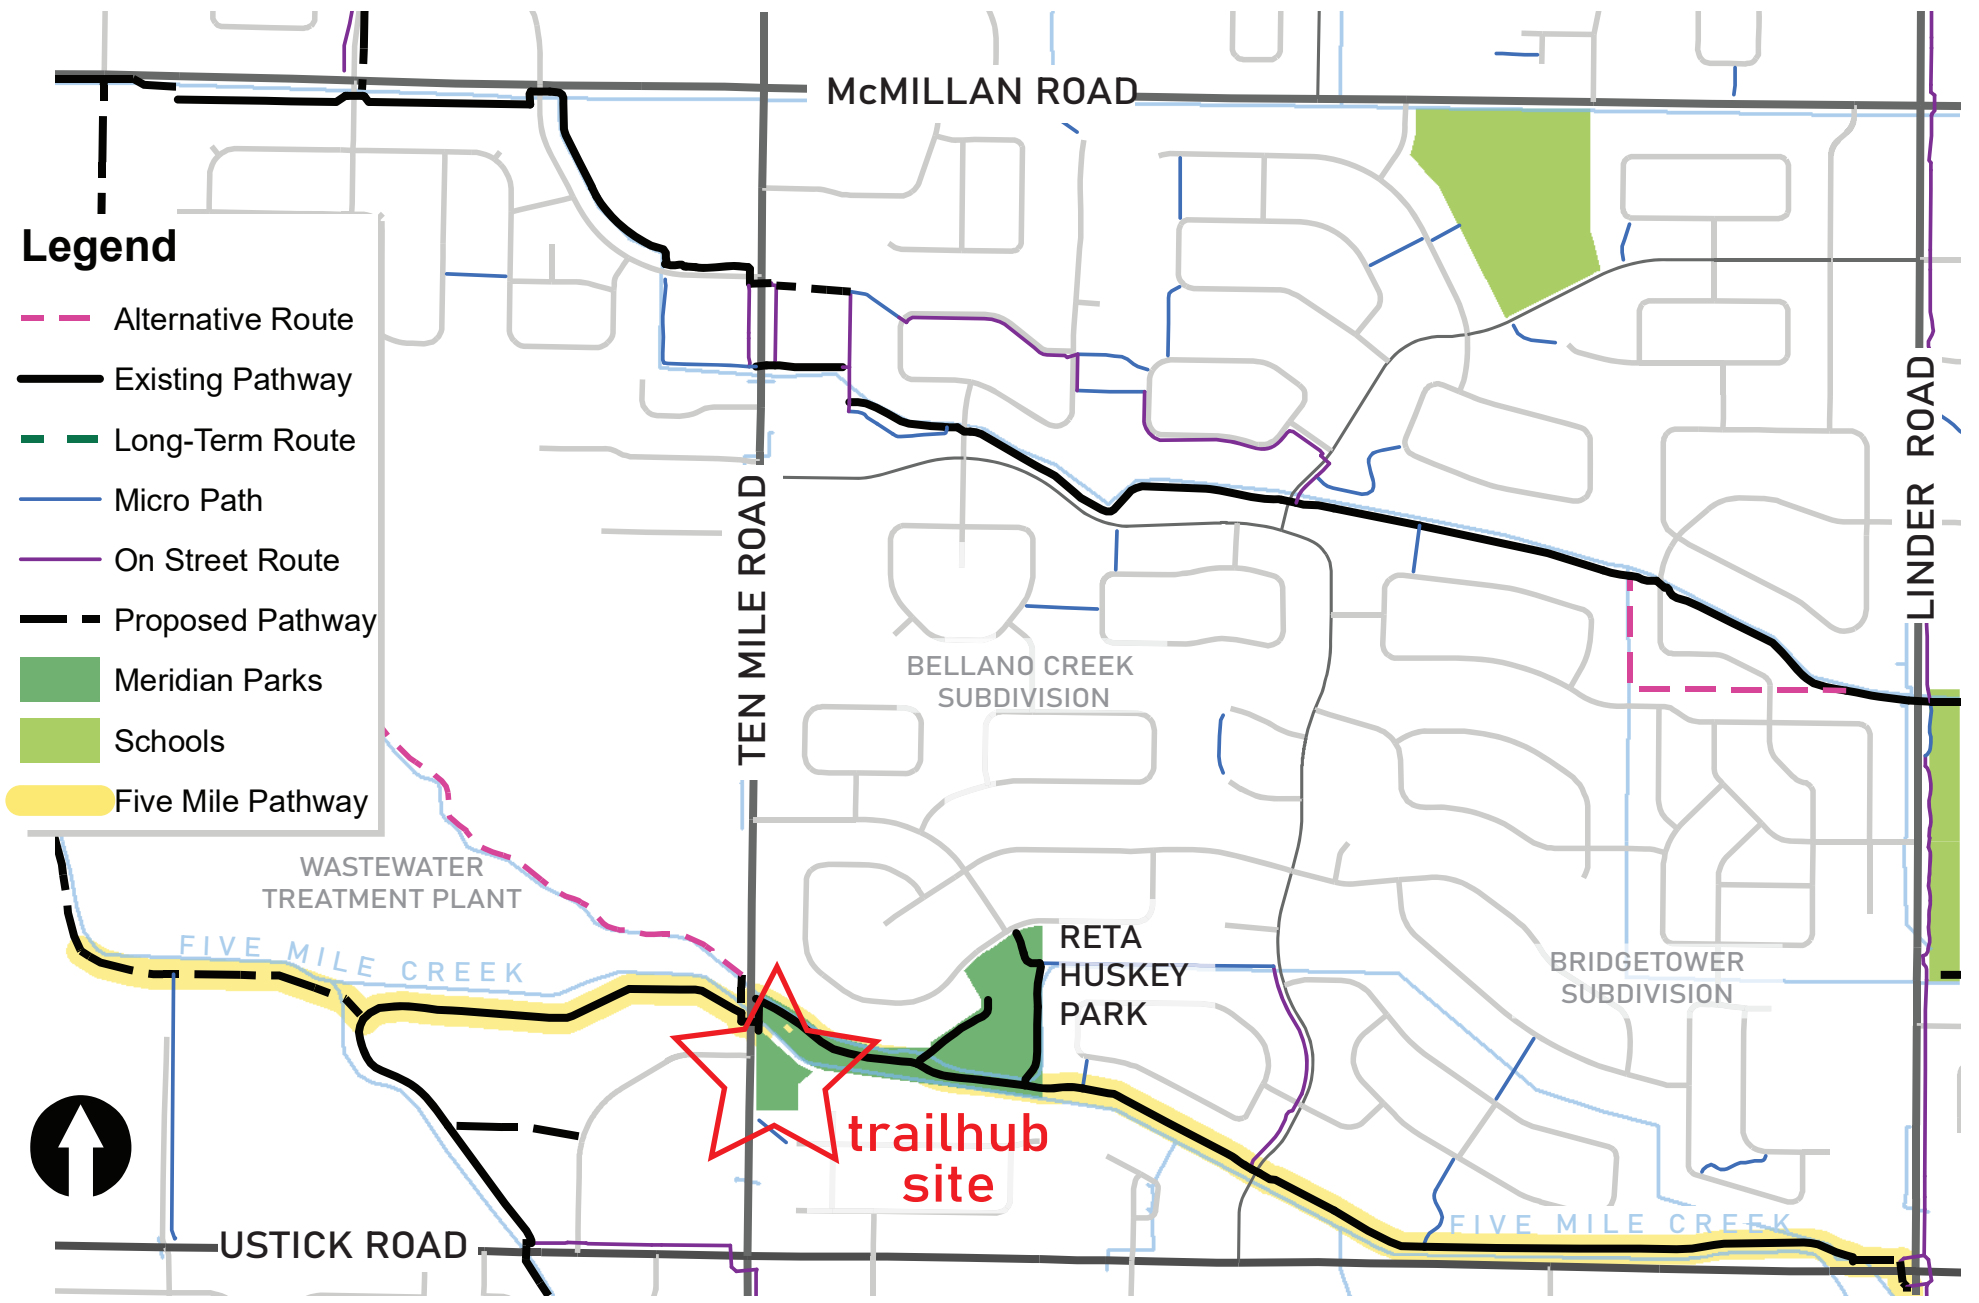 McMILLAN ROAD
Legend
Alternative Route
Existing Pathway
Long-Term Route
Micro Path
On Street Route
Proposed Pathway
Meridian Parks
Schools
Five Mile Pathway
TEN MILE ROAD
LINDER ROAD
BELLANO CREEK
SUBDIVISION
WASTEWATER
TREATMENT PLANT
FIVE MILE CREEK
RETA
HUSKEY
PARK
BRIDGETOWER
SUBDIVISION
trailhub
site
FIVE MILE CREEK
USTICK ROAD